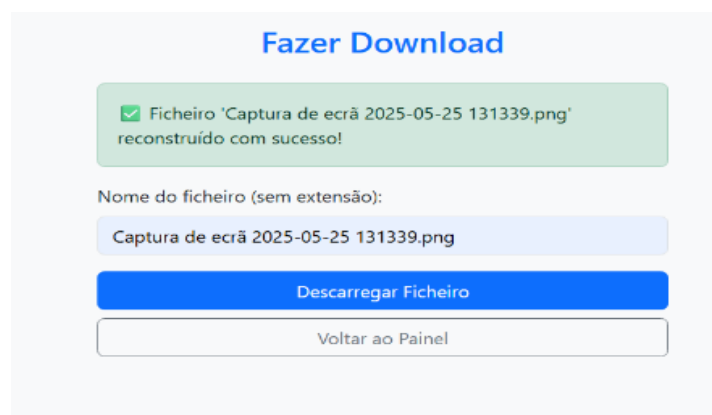 Fazer Download
✅ Ficheiro 'Captura de ecrã 2025-05-25 131339.png'
reconstruído com sucesso!
Nome do ficheiro (sem extensão):
Captura de ecrã 2025-05-25 131339.png
Descarregar Ficheiro
Voltar ao Painel